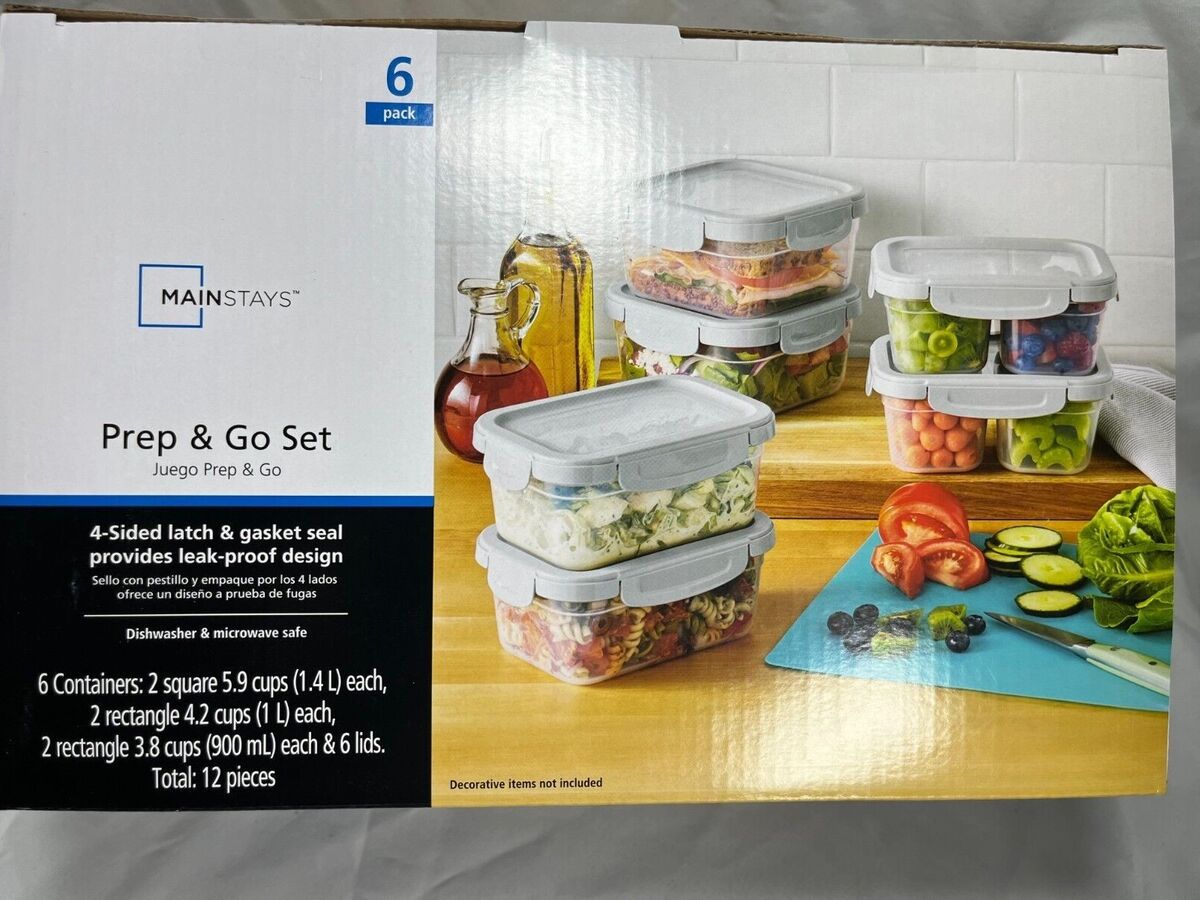 6
pack
MAINSTAYS™
Prep & Go Set
Juego Prep & Go
4-Sided latch & gasket seal
provides leak-proof design
Sello con pestillo y empaque por los 4 lados
ofrece un diseño a prueba de fugas
Dishwasher & microwave safe
6 Containers: 2 square 5.9 cups (1.4 L) each,
2 rectangle 4.2 cups (1 L) each,
2 rectangle 3.8 cups (900 mL) each & 6 lids.
Total: 12 pieces
Decorative items not included